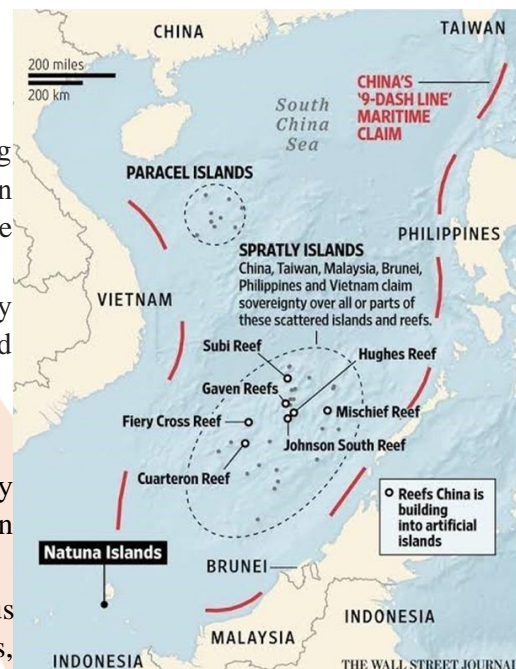 CHINA
TAIWAN
200 miles
200 km
CHINA'S
'9-DASH LINE'
MARITIME
CLAIM
South
China
Sea
PARACEL ISLANDS
PHILIPPINES
SPRATLY ISLANDS
China, Taiwan, Malaysia, Brunei,
Philippines and Vietnam claim
sovereignty over all or parts of
these scattered islands and reefs.
VIETNAM
Subi Reef
Hughes Reef
Gaven Reefs
Mischief Reef
Fiery Cross Reef
Johnson South Reef
Cuarteron Reef
Reefs China is
building
into artificial
islands
Natuna Islands
BRUNEI
INDONESIA
MALAYSIA
INDONESIA
THE WALL STREET JOURNAL